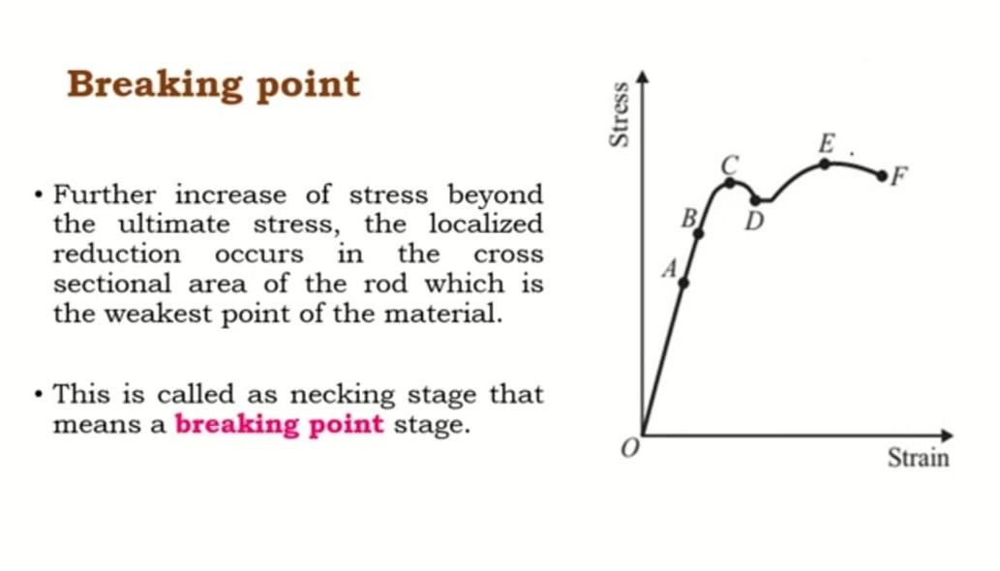 Breaking point
• Further increase of stress beyond
the ultimate stress, the localized
reduction occurs in the cross
sectional area of the rod which is
the weakest point of the material.
• This is called as necking stage that
means a breaking point stage.
Stress
E
C
F
B
D
A
O
Strain